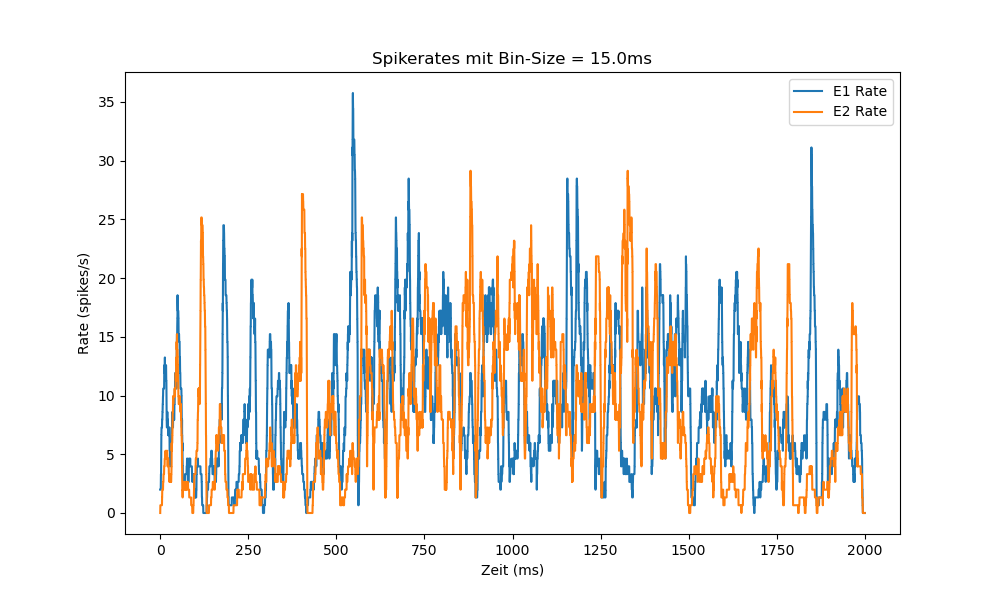 Spikerates mit Bin-Size = 15.0ms
E1 Rate
E2 Rate
35
30
25
20
15
10
5
0
Rate (spikes/s)
0 250 500 750 1000 1250 1500 1750 2000
Zeit (ms)